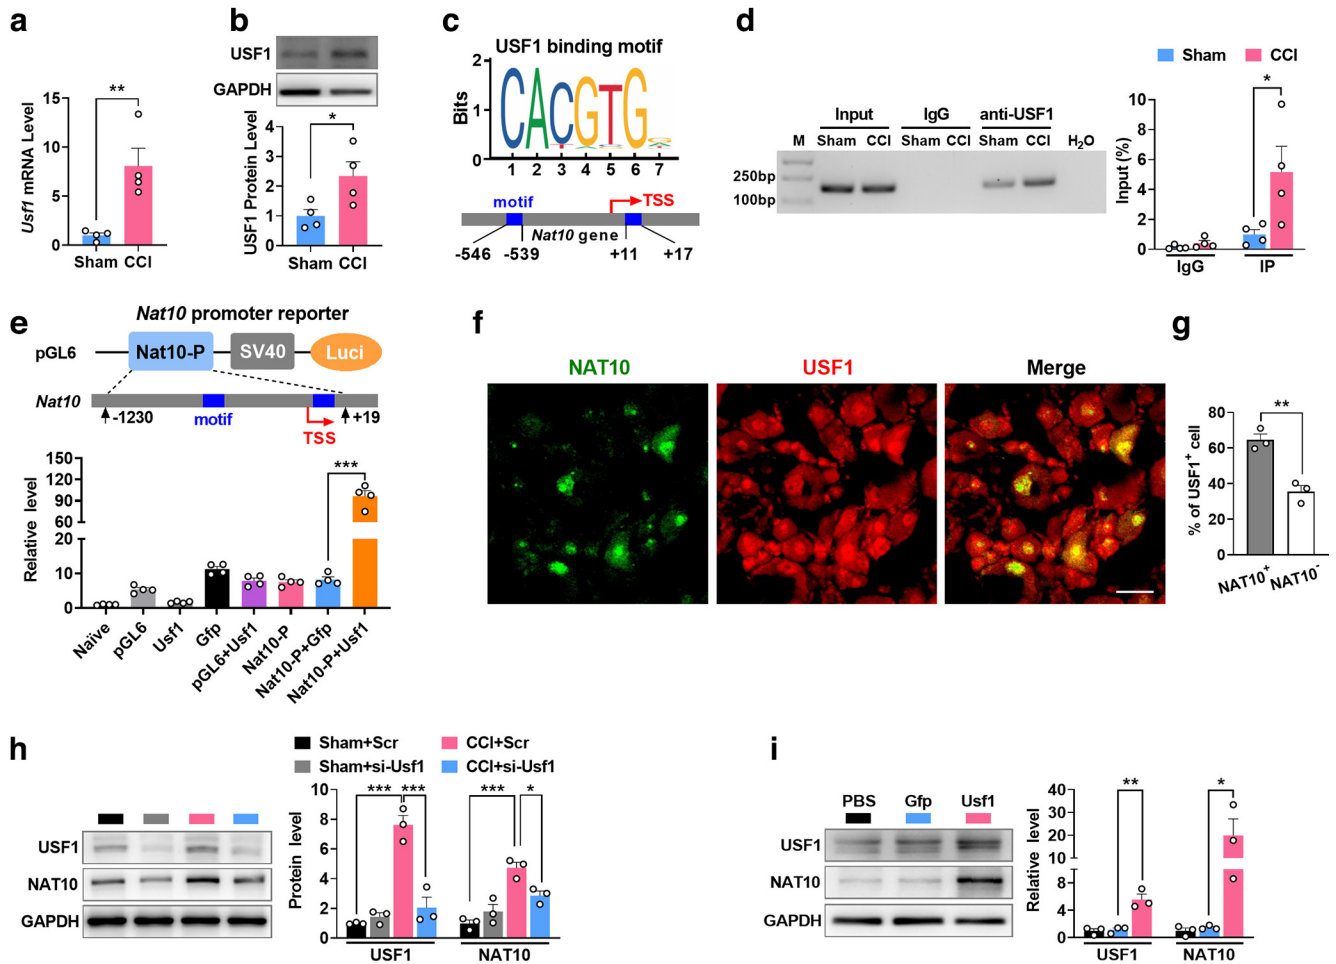 a
Usf1 mRNA Level
15
10
5
0
**
Sham CCI
b
USF1
GAPDH
USF1 Protein Level
4
3
2
1
0
*
Sham CCI
c
USF1 binding motif
Bits
2
1
0
CACGTG
1 2 3 4 5 6 7
motif
TSS
Nat10 gene
-546 -539 +11 +17
d
Input IgG anti-USF1
M Sham CCI Sham CCI Sham CCI H2O
250bp
100bp
Sham CCI
Input (%)
10
8
6
4
2
0
*
IgG IP
e
Nat10 promoter reporter
pGL6 Nat10-P SV40 Luci
Nat10
-1230 motif +19
TSS
Relative level
150
120
90
60
20
10
0
***
Naïve
pGL6
Usf1
Gfp
pGL6+Usf1
Nat10-P
Nat10-P+Gfp
Nat10-P+Usf1
f
NAT10 USF1 Merge
g
% of USF1+ cell
80
60
40
20
0
**
NAT10+ NAT10-
h
USF1
NAT10
GAPDH
Sham+Scr CCI+Scr
Sham+si-Usf1 CCI+si-Usf1
Protein level
10
8
6
4
2
0
*** *** *** *
USF1 NAT10
i
PBS Gfp Usf1
USF1
NAT10
GAPDH
Relative level
40
30
20
10
8
4
0
** *
USF1 NAT10